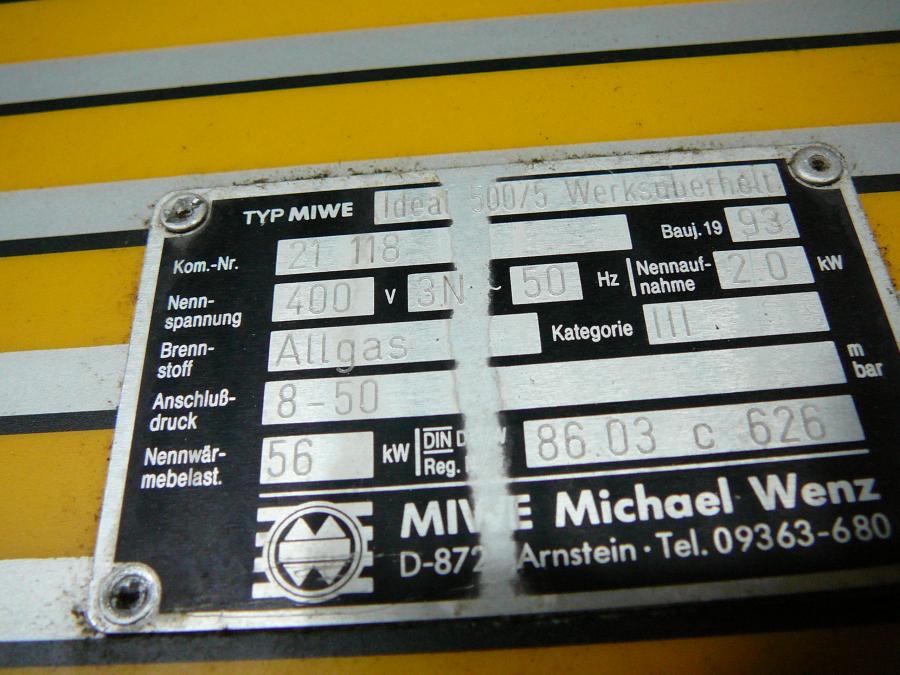 TYP MIWE Ideal 500/5 Werksüberholt
Kom.-Nr. 21 118 Bauj. 19 93
Nenn-
spannung 400 V 3N ~ 50 Hz Nennauf-
nahme 2.0 kW
Brenn-
stoff Allgas Kategorie III
Anschluß-
druck 8-50 m
bar
Nennwär-
mebelast. 56 kW DIN
Reg. 86.03 c 626
MIWE Michael Wenz
Arnstein · Tel. 09363-680